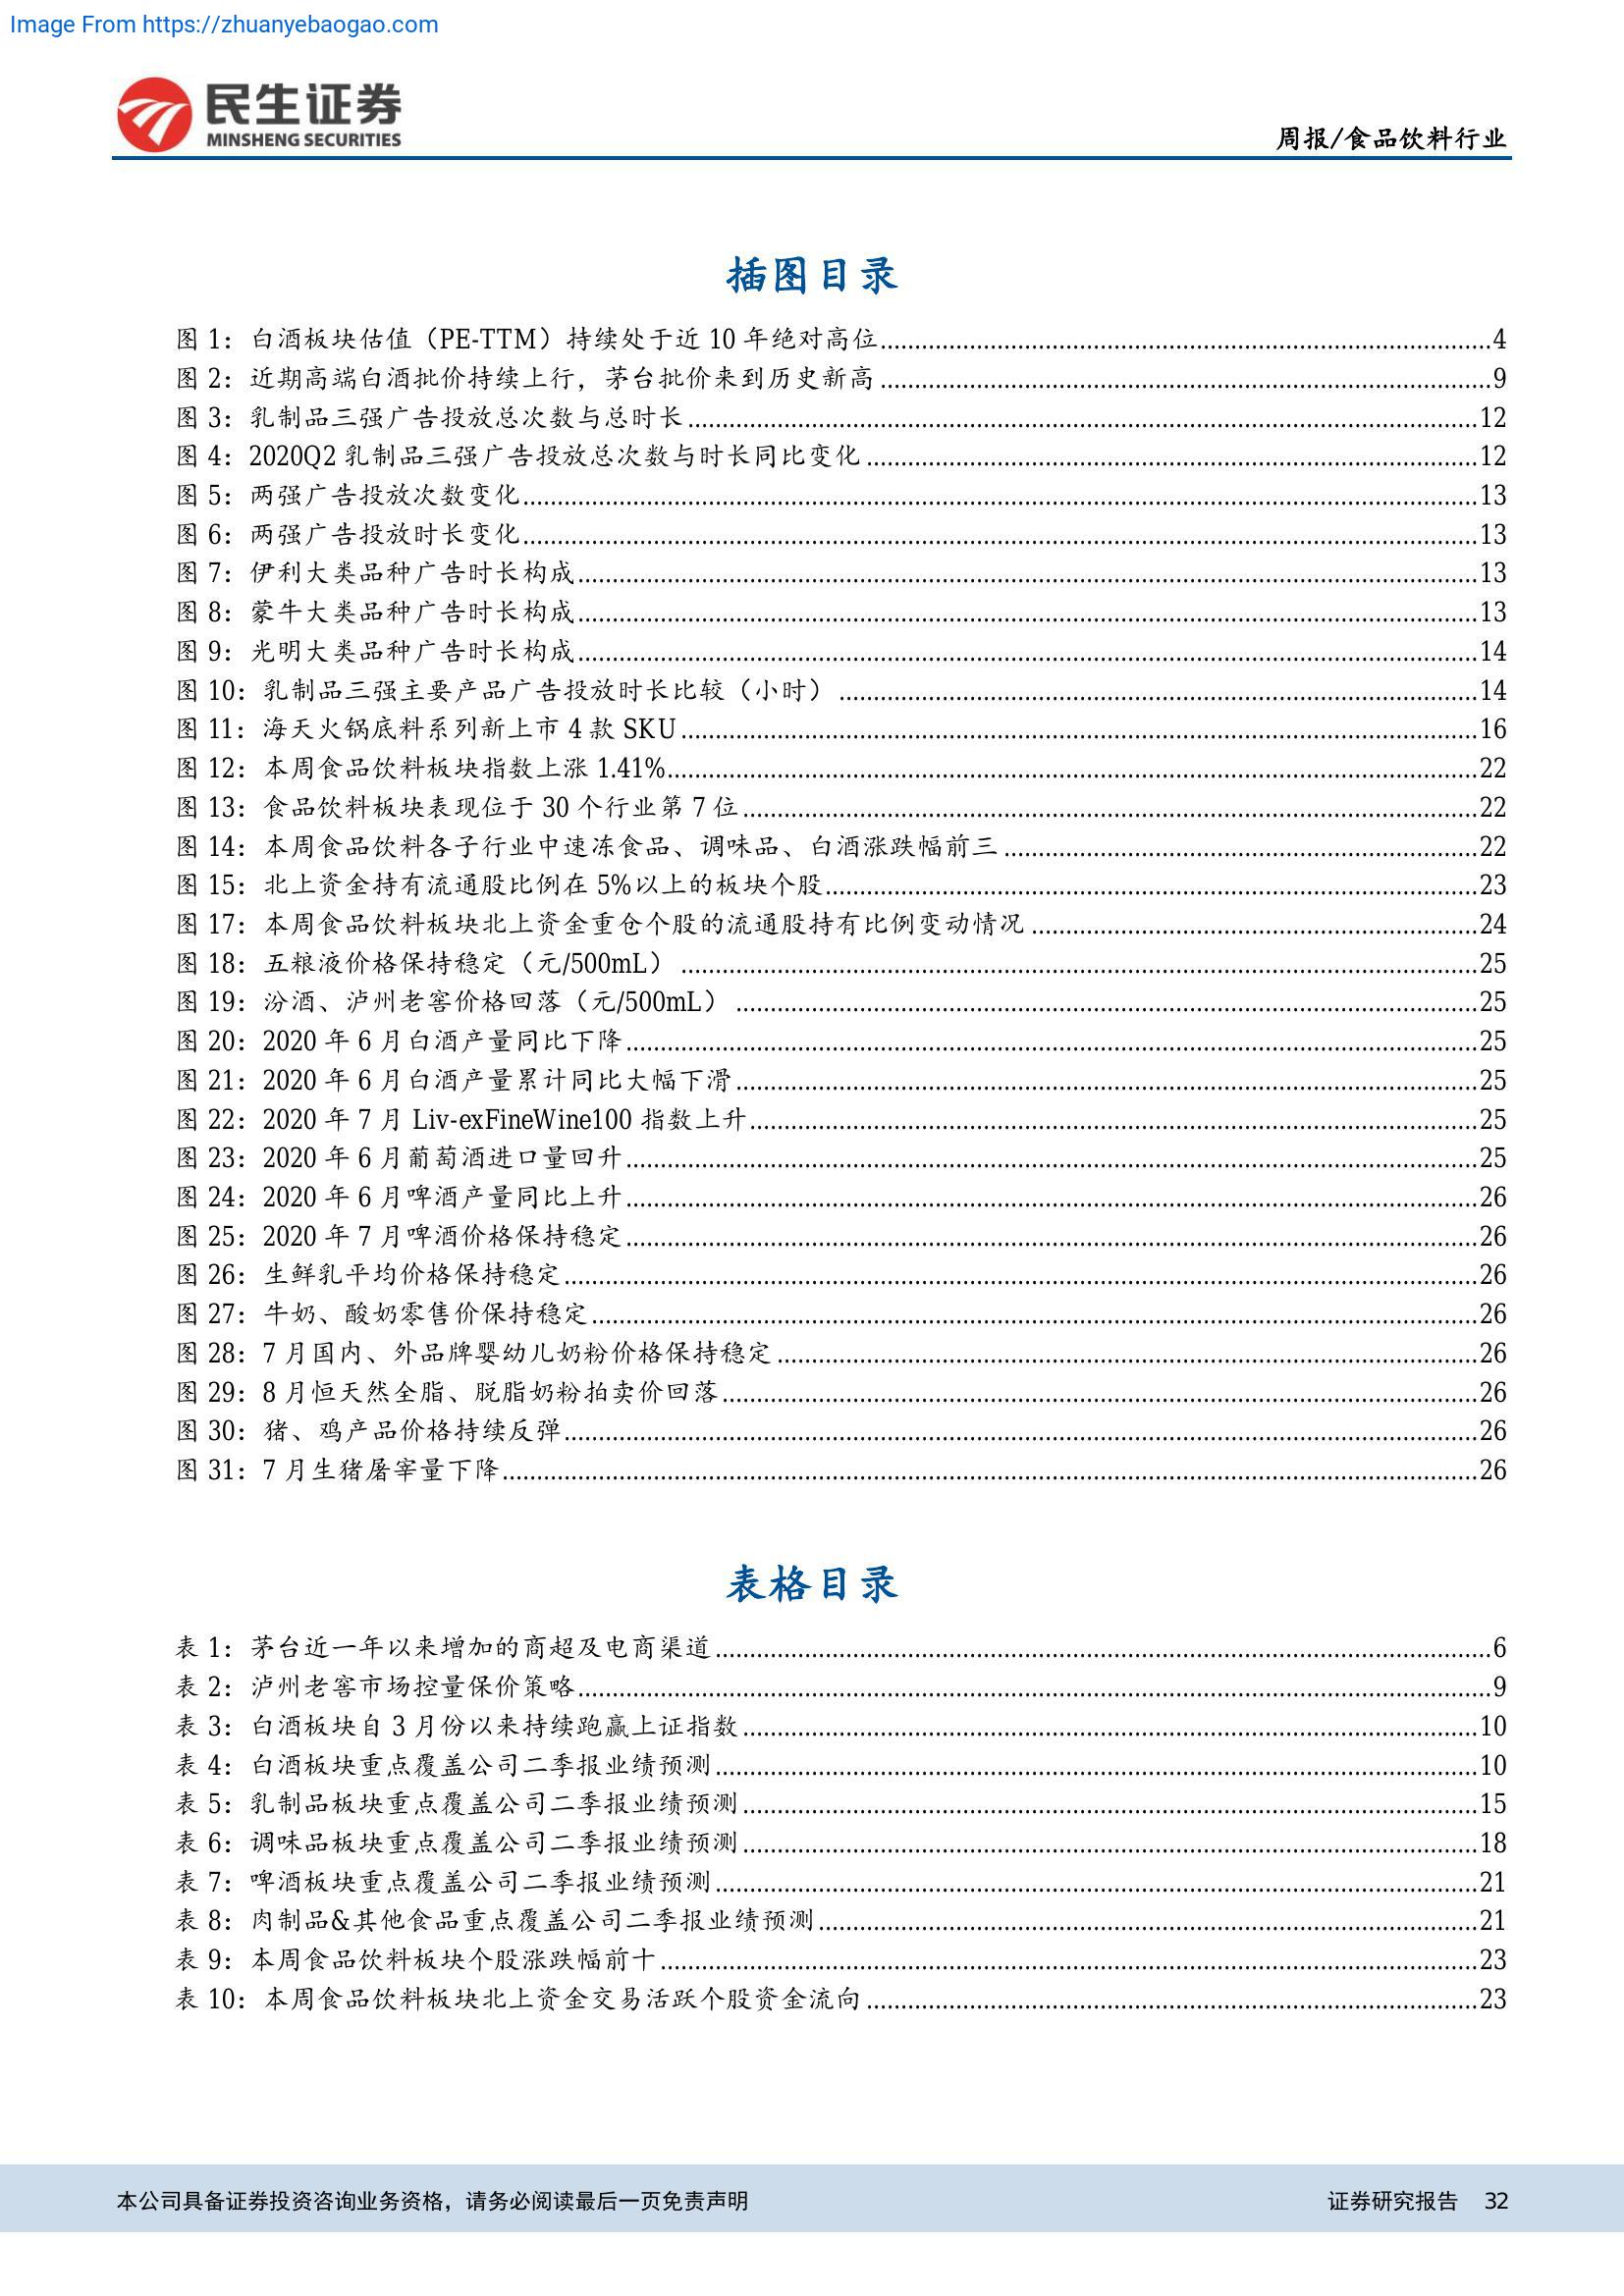 Image From https://zhuanyebaogao.com
民生证券
MINSHENG SECURITIES
周报/食品饮料行业
插图目录
图 1：白酒板块估值（PE-TTM）持续处于近 10 年绝对高位....................4
图 2：近期高端白酒批价持续上行，茅台批价来到历史新高....................9
图 3：乳制品三强广告投放总次数与总时长....................12
图 4：2020Q2 乳制品三强广告投放总次数与时长同比变化....................12
图 5：两强广告投放次数变化....................13
图 6：两强广告投放时长变化....................13
图 7：伊利大类品种广告时长构成....................13
图 8：蒙牛大类品种广告时长构成....................13
图 9：光明大类品种广告时长构成....................14
图 10：乳制品三强主要产品广告投放时长比较（小时）....................14
图 11：海天火锅底料系列新上市 4 款 SKU....................16
图 12：本周食品饮料板块指数上涨 1.41%....................22
图 13：食品饮料板块表现位于 30 个行业第 7 位....................22
图 14：本周食品饮料各子行业中速冻食品、调味品、白酒涨跌幅前三....................22
图 15：北上资金持有流通股比例在 5%以上的板块个股....................23
图 17：本周食品饮料板块北上资金重仓个股的流通股持有比例变动情况....................24
图 18：五粮液价格保持稳定（元/500mL）....................25
图 19：汾酒、泸州老窖价格回落（元/500mL）....................25
图 20：2020 年 6 月白酒产量同比下降....................25
图 21：2020 年 6 月白酒产量累计同比大幅下滑....................25
图 22：2020 年 7 月 Liv-exFineWine100 指数上升....................25
图 23：2020 年 6 月葡萄酒进口量回升....................25
图 24：2020 年 6 月啤酒产量同比上升....................26
图 25：2020 年 7 月啤酒价格保持稳定....................26
图 26：生鲜乳平均价格保持稳定....................26
图 27：牛奶、酸奶零售价保持稳定....................26
图 28：7 月国内、外品牌婴幼儿奶粉价格保持稳定....................26
图 29：8 月恒天然全脂、脱脂奶粉拍卖价回落....................26
图 30：猪、鸡产品价格持续反弹....................26
图 31：7 月生猪屠宰量下降....................26
表格目录
表 1：茅台近一年以来增加的商超及电商渠道....................6
表 2：泸州老窖市场控量保价策略....................9
表 3：白酒板块自 3 月份以来持续跑赢上证指数....................10
表 4：白酒板块重点覆盖公司二季报业绩预测....................10
表 5：乳制品板块重点覆盖公司二季报业绩预测....................15
表 6：调味品板块重点覆盖公司二季报业绩预测....................18
表 7：啤酒板块重点覆盖公司二季报业绩预测....................21
表 8：肉制品&其他食品重点覆盖公司二季报业绩预测....................21
表 9：本周食品饮料板块个股涨跌幅前十....................23
表 10：本周食品饮料板块北上资金交易活跃个股资金流向....................23
本公司具备证券投资咨询业务资格，请务必阅读最后一页免责声明
证券研究报告 32